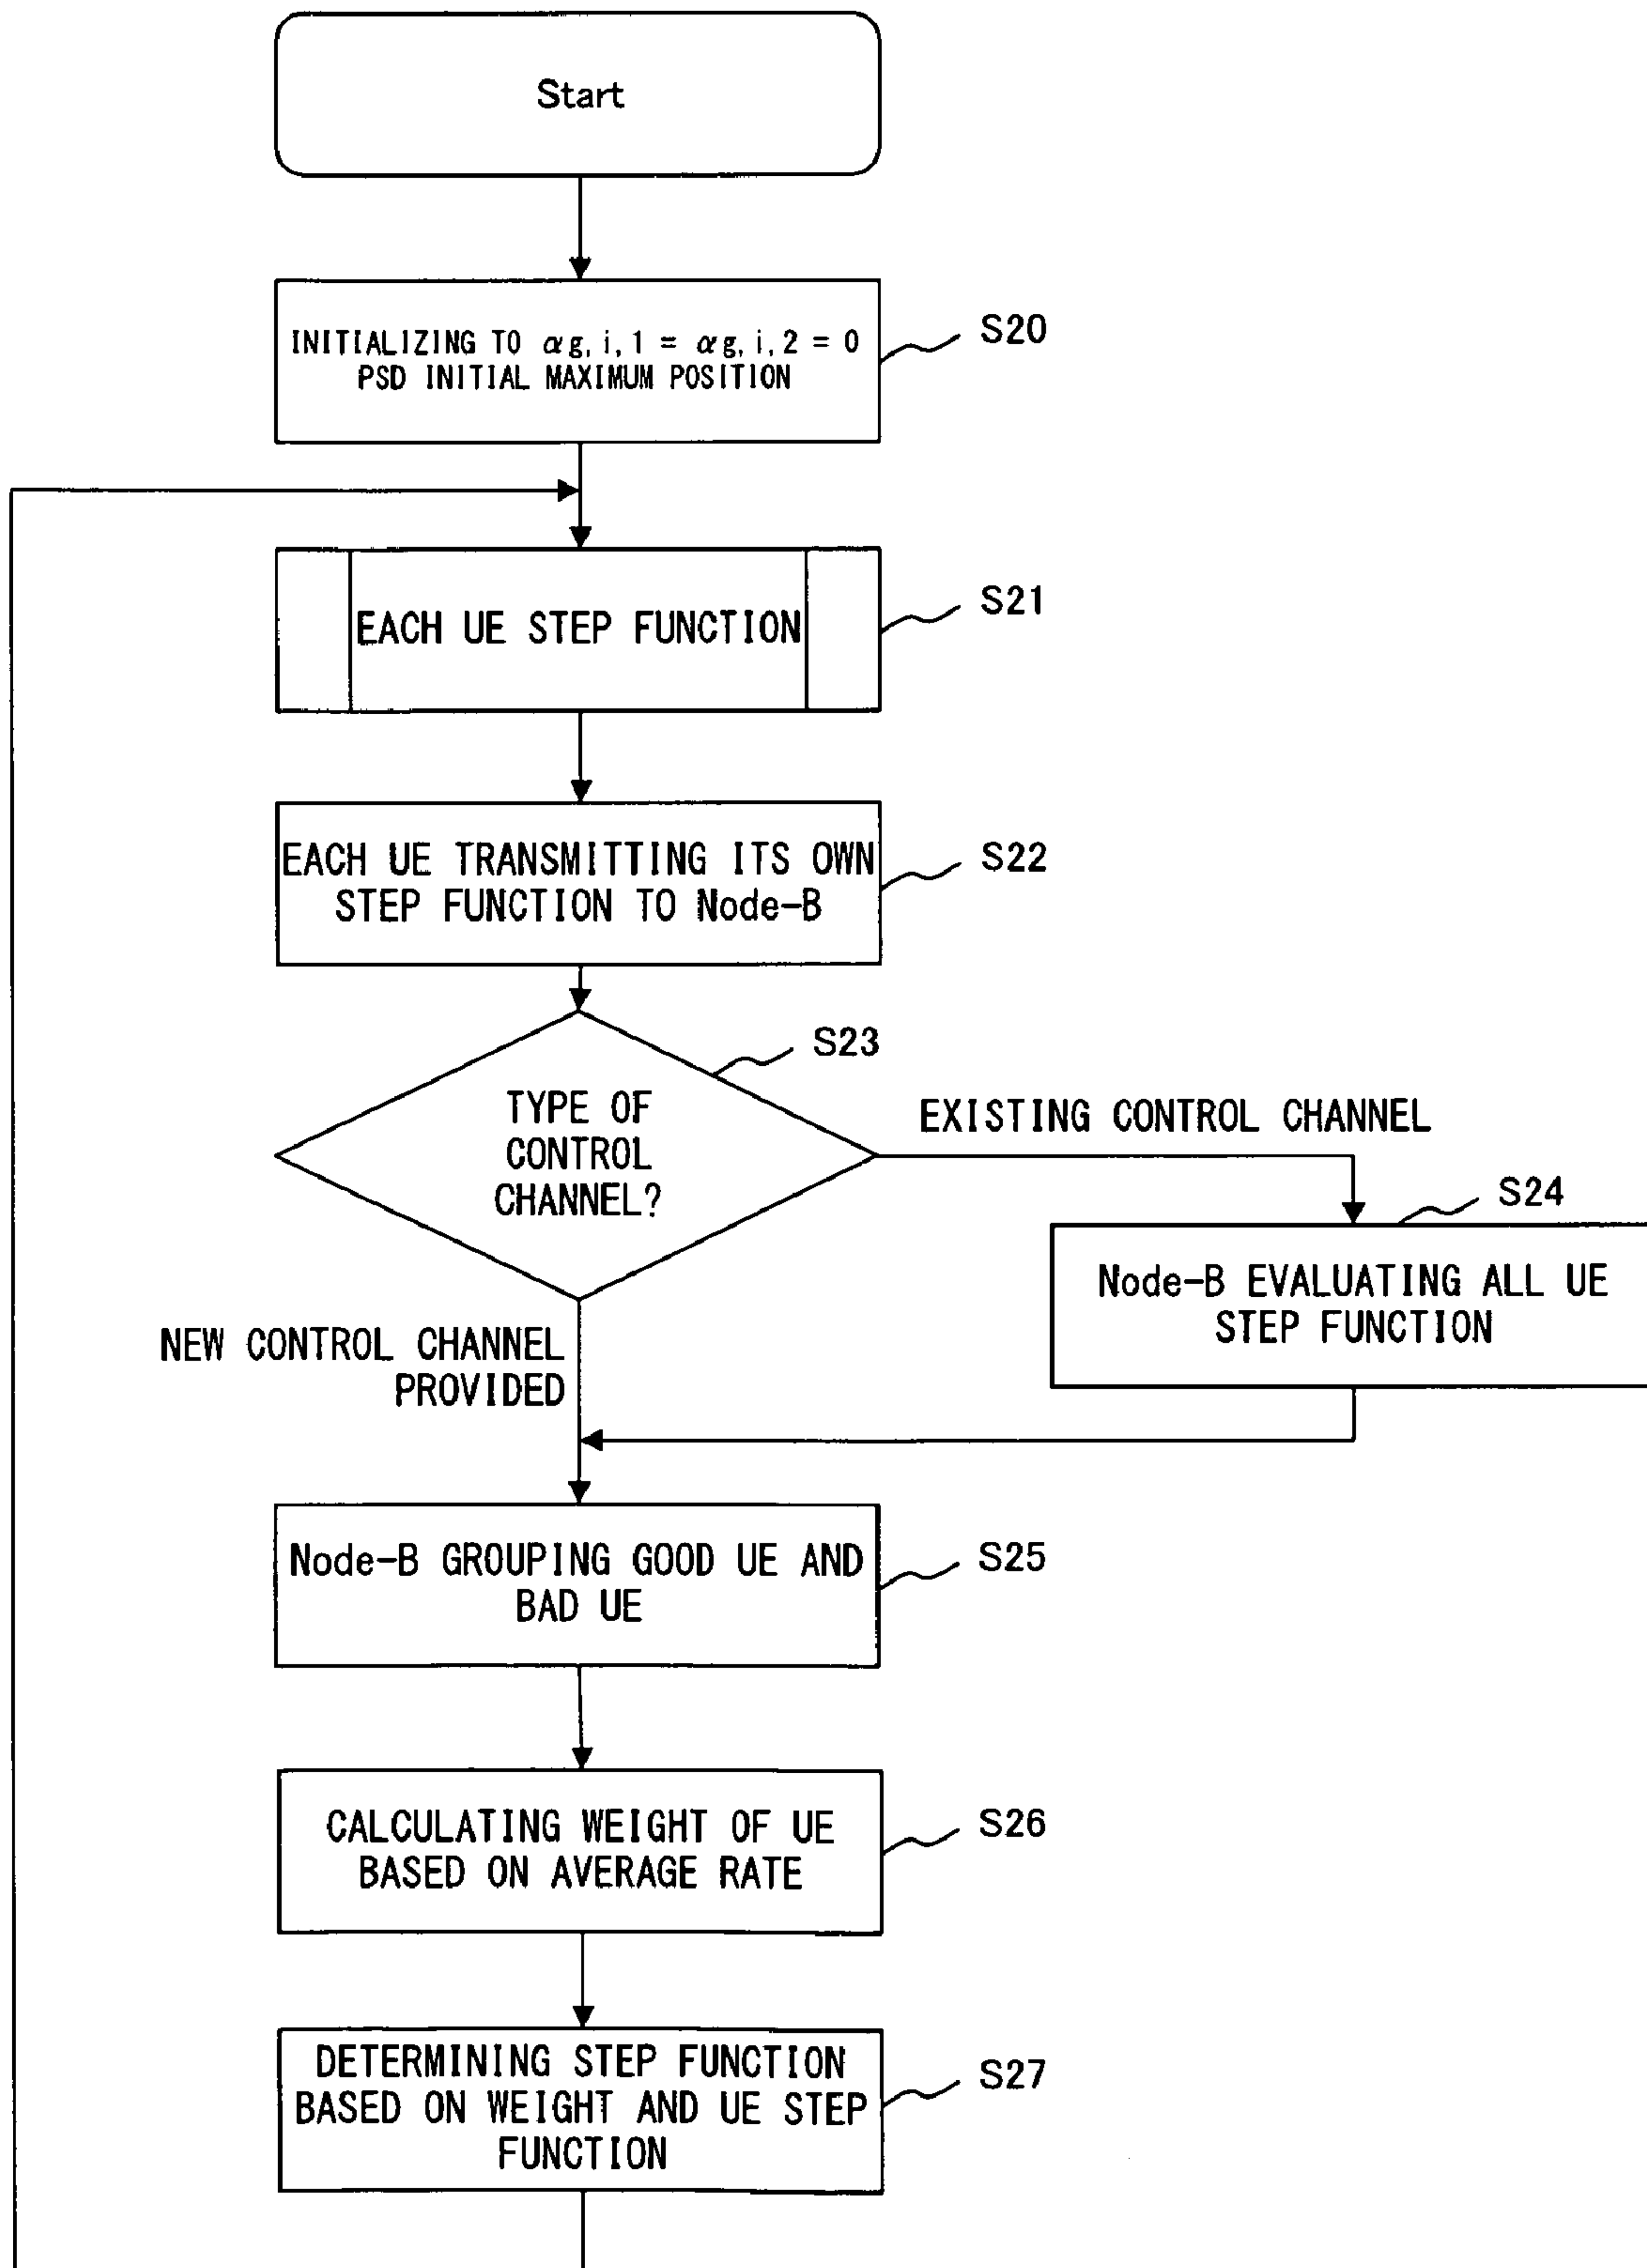 Start
INITIALIZING TO αg, i, 1 = αg, i, 2 = 0
PSD INITIAL MAXIMUM POSITION
S20
EACH UE STEP FUNCTION
S21
EACH UE TRANSMITTING ITS OWN
STEP FUNCTION TO Node-B
S22
TYPE OF
CONTROL
CHANNEL?
S23
EXISTING CONTROL CHANNEL
S24
Node-B EVALUATING ALL UE
STEP FUNCTION
NEW CONTROL CHANNEL
PROVIDED
Node-B GROUPING GOOD UE AND
BAD UE
S25
CALCULATING WEIGHT OF UE
BASED ON AVERAGE RATE
S26
DETERMINING STEP FUNCTION
BASED ON WEIGHT AND UE STEP
FUNCTION
S27